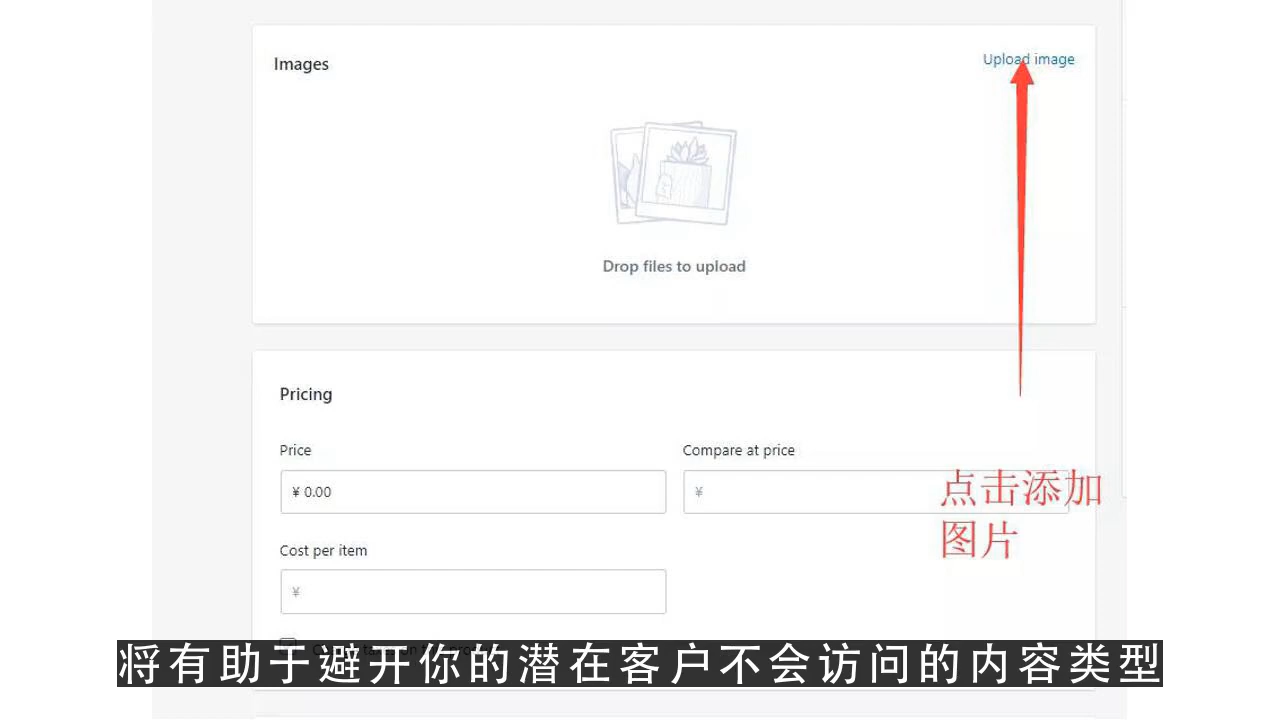 Images
Upload image
Drop files to upload
Pricing
Price
Compare at price
¥ 0.00
¥
点击添加
图片
Cost per item
¥
将有助于避开你的潜在客户不会访问的内容类型